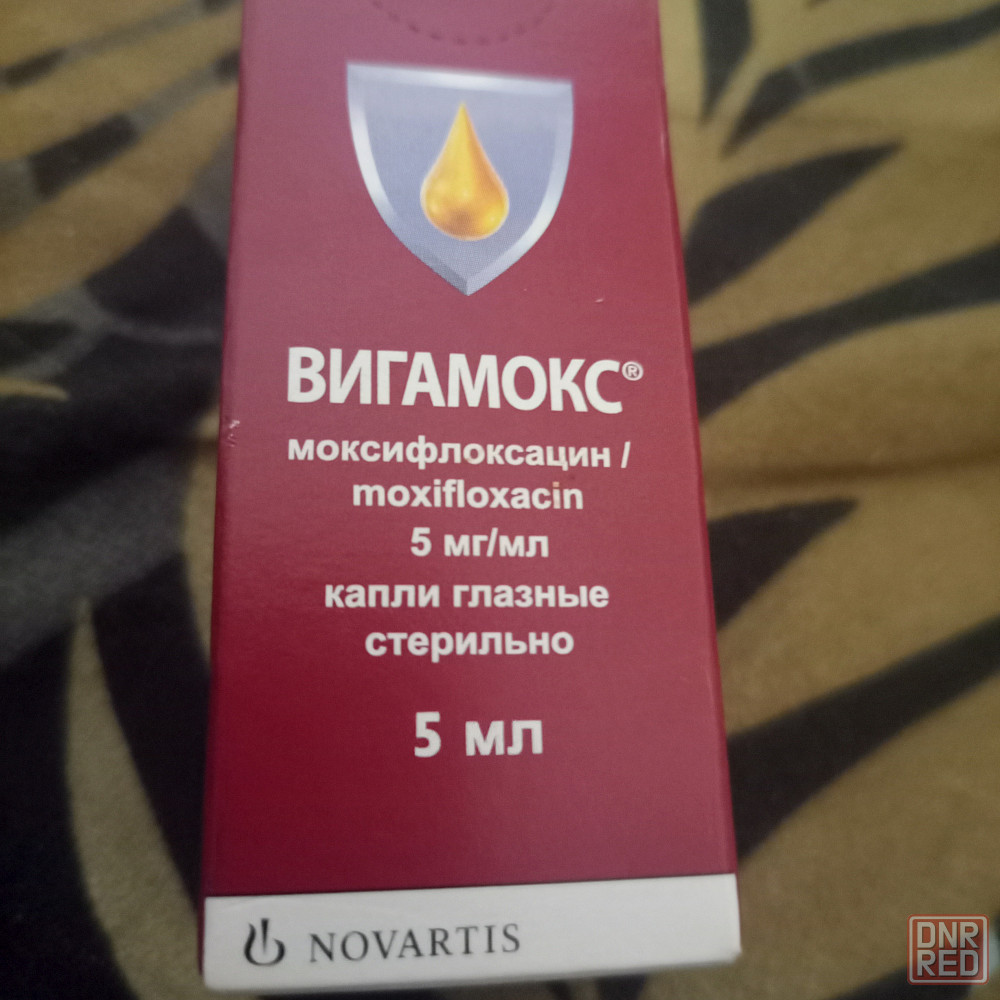 ВИГАМОКС®
моксифлоксацин /
moxifloxacin
5 мг/мл
капли глазные
стерильно
5 мл
NOVARTIS
DNR
RED